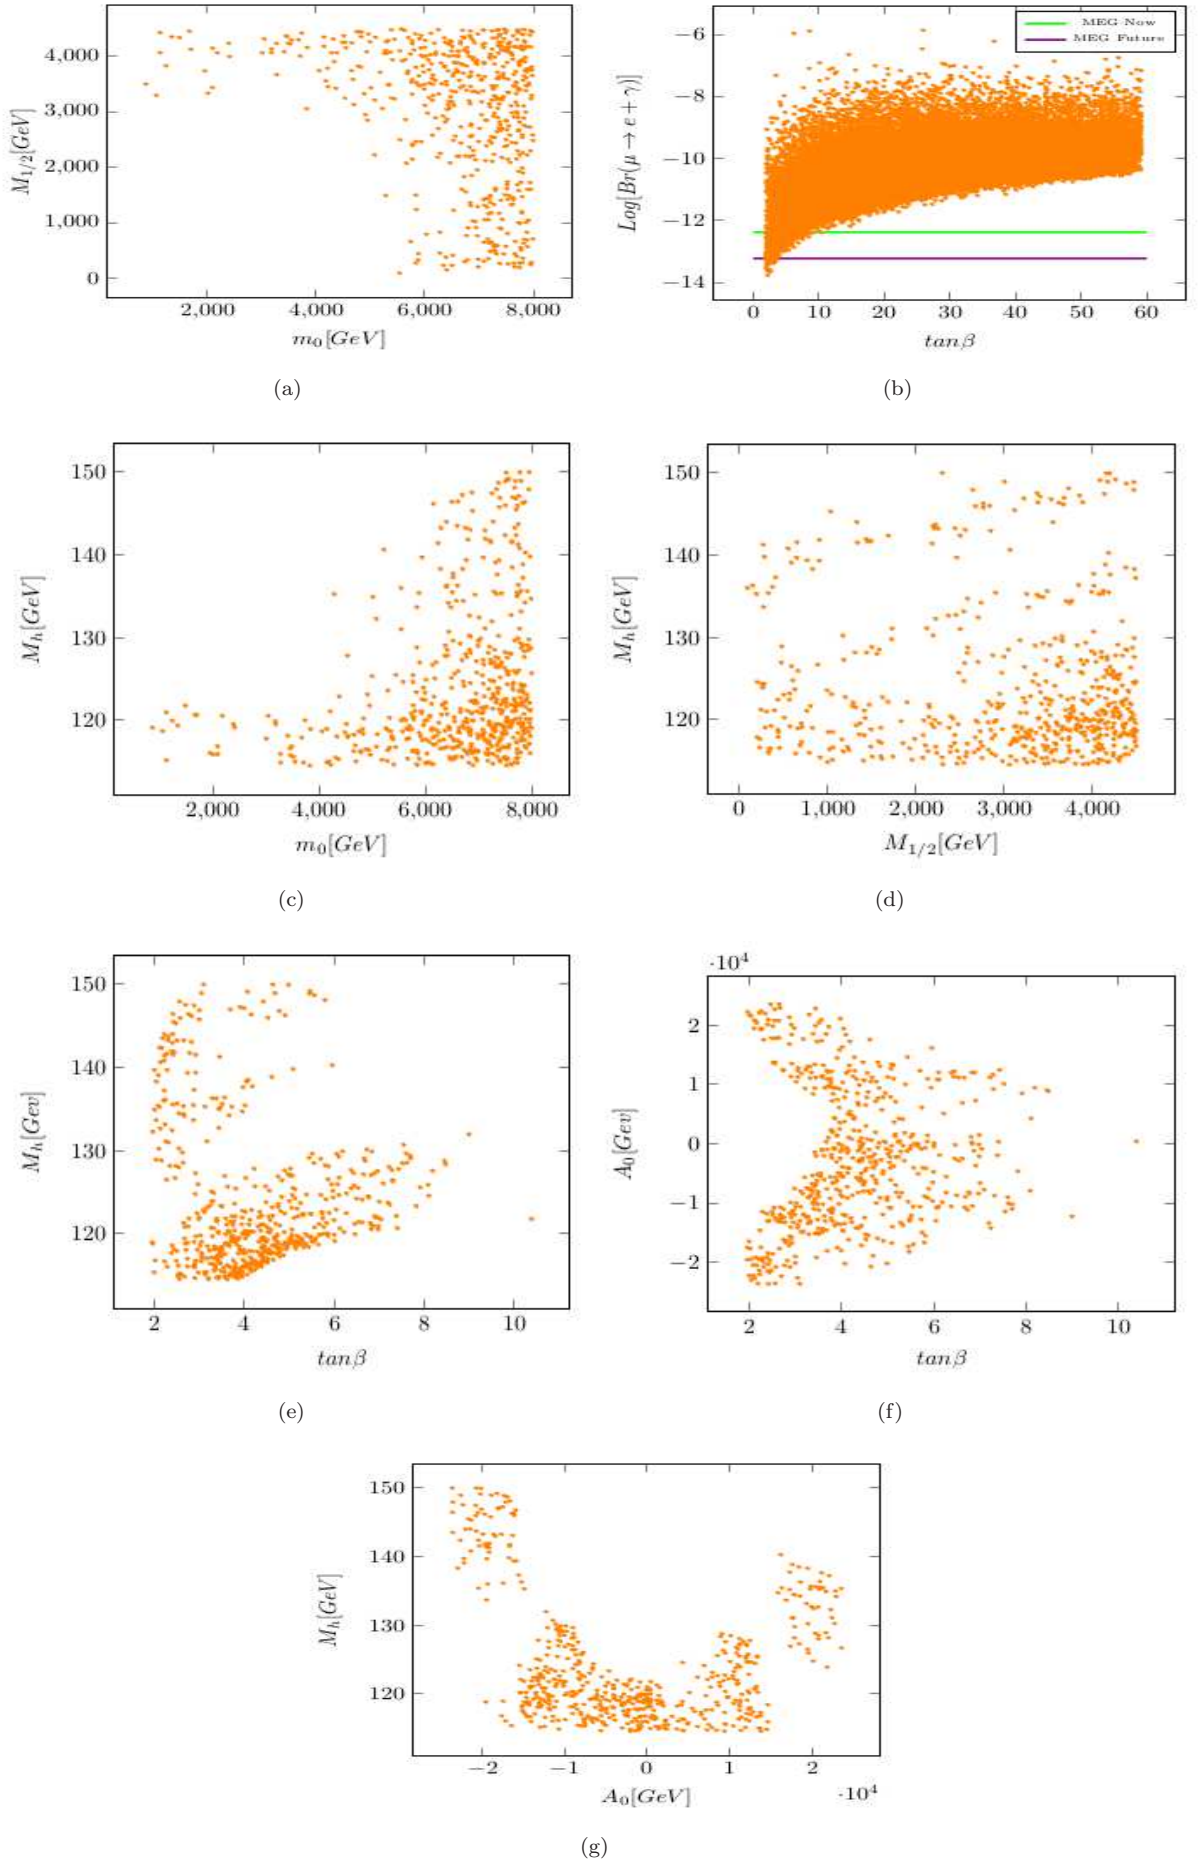 4,000
3,000
2,000
1,000
0
M1/2[GeV]
2,000 4,000 6,000 8,000
m0[GeV]
(a)
MEG Now
MEG Future
−6
−8
−10
−12
−14
Log[Br(μ → e + γ)]
0 10 20 30 40 50 60
tanβ
(b)
150
140
130
120
Mh[GeV]
2,000 4,000 6,000 8,000
m0[GeV]
(c)
150
140
130
120
Mh[GeV]
0 1,000 2,000 3,000 4,000
M1/2[GeV]
(d)
150
140
130
120
Mh[Gev]
2 4 6 8 10
tanβ
(e)
·10^4
2
1
0
−1
−2
A0[Gev]
2 4 6 8 10
tanβ
(f)
150
140
130
120
Mh[GeV]
−2 −1 0 1 2
A0[GeV] ·10^4
(g)